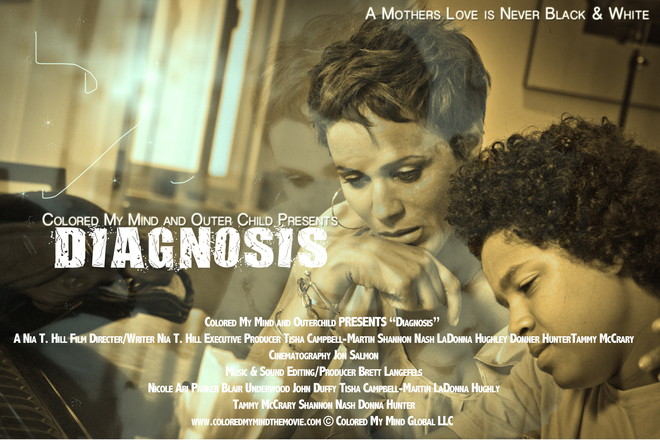 A Mothers Love is Never Black & White
Colored My Mind and Outer Child Presents
DIAGNOSIS
Colored My Mind and Outerchild PRESENTS “Diagnosis”
A Nia T. Hill Film Directer/Writer Nia T. Hill Executive Producer Tisha Campbell-Martin Shannon Nash LaDonna Hughley Donner HunterTammy McCrary
Cinematography Jon Salmon
Music & Sound Editing/Producer Brett Langefels
Nicole Ari Parker Blair Underwood John Duffy Tisha Campbell-Martin LaDonna Hughly
Tammy McCrary Shannon Nash Donna Hunter
www.coloredmymindthemovie.com © Colored My Mind Global LLC